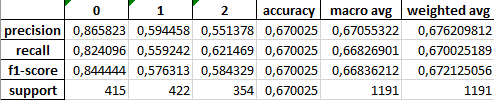 0 1 2 accuracy macro avg weighted avg
precision 0,865823 0,594458 0,551378 0,670025 0,67055322 0,676209812
recall 0,824096 0,559242 0,621469 0,670025 0,66826901 0,670025189
f1-score 0,844444 0,576313 0,584329 0,670025 0,66836212 0,672125056
support 415 422 354 0,670025 1191 1191